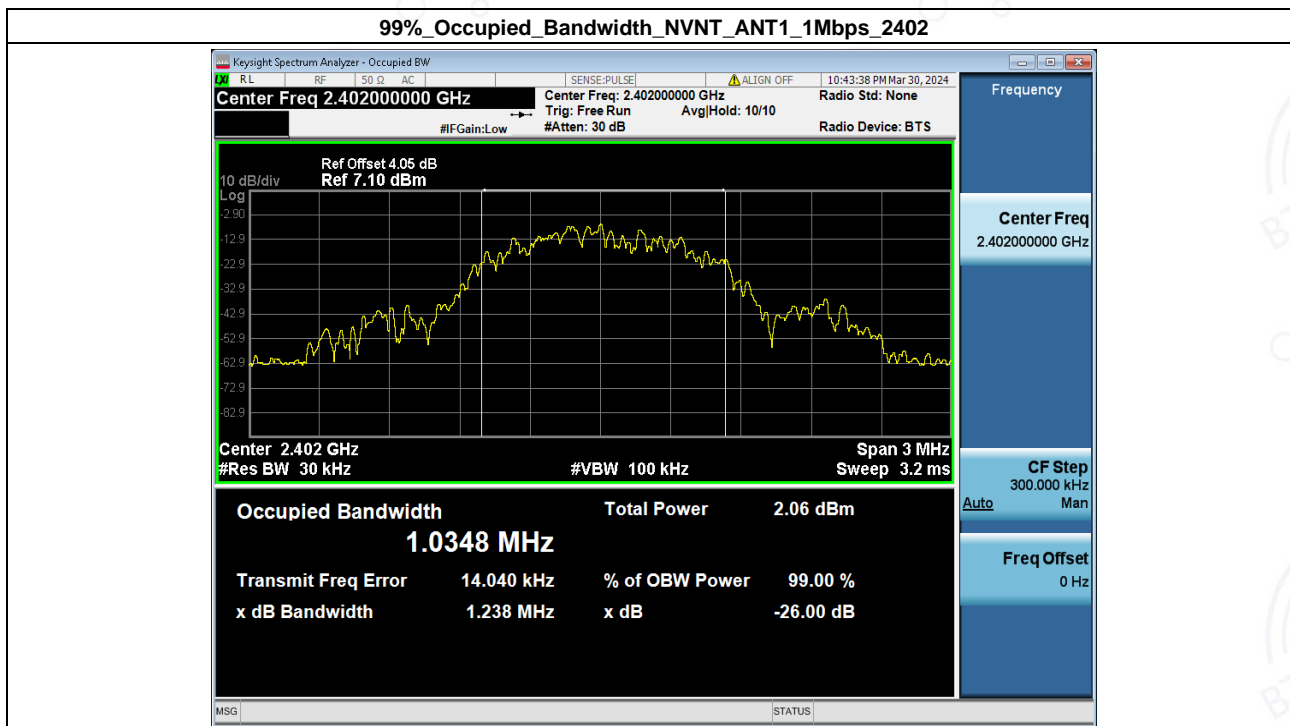 99%_Occupied_Bandwidth_NVNT_ANT1_1Mbps_2402
Keysight Spectrum Analyzer - Occupied BW
LXI RL RF 50 Ω AC SENSE:PULSE ALIGN OFF 10:43:38 PM Mar 30, 2024
Center Freq 2.402000000 GHz
Center Freq: 2.402000000 GHz Radio Std: None
Trig: Free Run Avg|Hold: 10/10
#IFGain:Low #Atten: 30 dB Radio Device: BTS
Ref Offset 4.05 dB
10 dB/div Ref 7.10 dBm
Log
-2.90
-12.9
-22.9
-32.9
-42.9
-52.9
-62.9
-72.9
-82.9
Center 2.402 GHz Span 3 MHz
#Res BW 30 kHz #VBW 100 kHz Sweep 3.2 ms
Occupied Bandwidth Total Power 2.06 dBm
1.0348 MHz
Transmit Freq Error 14.040 kHz % of OBW Power 99.00 %
x dB Bandwidth 1.238 MHz x dB -26.00 dB
MSG STATUS
Frequency
Center Freq
2.402000000 GHz
CF Step
300.000 kHz
Auto Man
Freq Offset
0 Hz